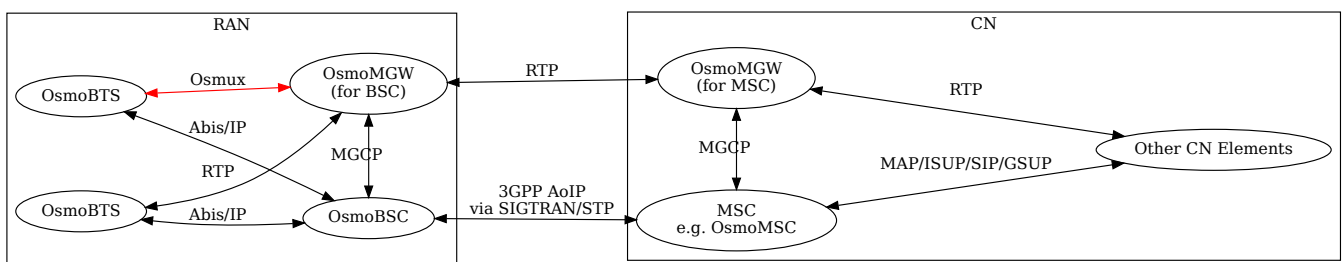 RAN
CN
OsmoBTS
Osmux
OsmoMGW
(for BSC)
RTP
OsmoMGW
(for MSC)
RTP
Abis/IP
MGCP
RTP
MGCP
Other CN Elements
MAP/ISUP/SIP/GSUP
OsmoBTS
Abis/IP
OsmoBSC
3GPP AoIP
via SIGTRAN/STP
MSC
e.g. OsmoMSC